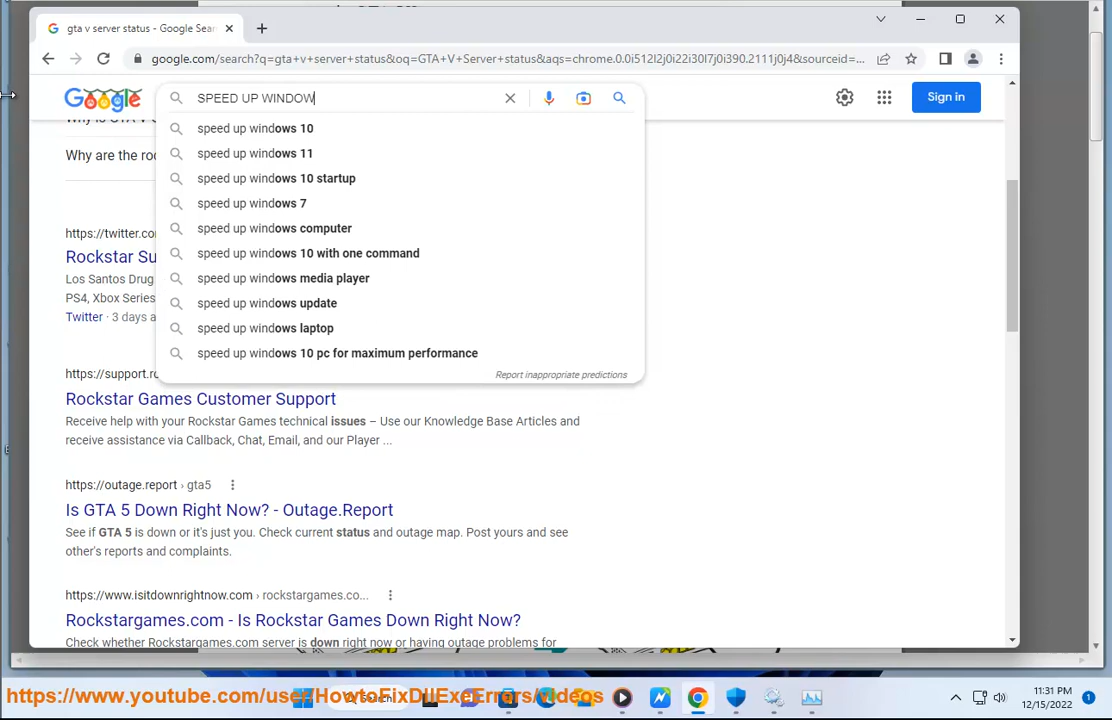 gta v server status - Google Sear
google.com/search?q=gta+v+server+status&oq=GTA+V+Server+status&aqs=chrome.0.0i512l2j0i22i30l7j0i390.2111j0j4&sourceid=...
Google
SPEED UP WINDOW
Sign in
speed up windows 10
Why are the roc
speed up windows 11
speed up windows 10 startup
speed up windows 7
speed up windows computer
https://twitter.co
speed up windows 10 with one command
Rockstar Su
speed up windows media player
Los Santos Drug
PS4, Xbox Series
speed up windows update
Twitter · 3 days a
speed up windows laptop
speed up windows 10 pc for maximum performance
Report inappropriate predictions
https://support.ro
Rockstar Games Customer Support
Receive help with your Rockstar Games technical issues – Use our Knowledge Base Articles and
receive assistance via Callback, Chat, Email, and our Player ...
https://outage.report › gta5
Is GTA 5 Down Right Now? - Outage.Report
See if GTA 5 is down or it's just you. Check current status and outage map. Post yours and see
other's reports and complaints.
https://www.isitdownrightnow.com › rockstargames.co...
Rockstargames.com - Is Rockstar Games Down Right Now?
Check whether Rockstargames.com server is down right now or having outage problems for
https://www.youtube.com/user/HowtoFixDllExeErrors/videos
Search
11:31 PM
12/15/2022
1